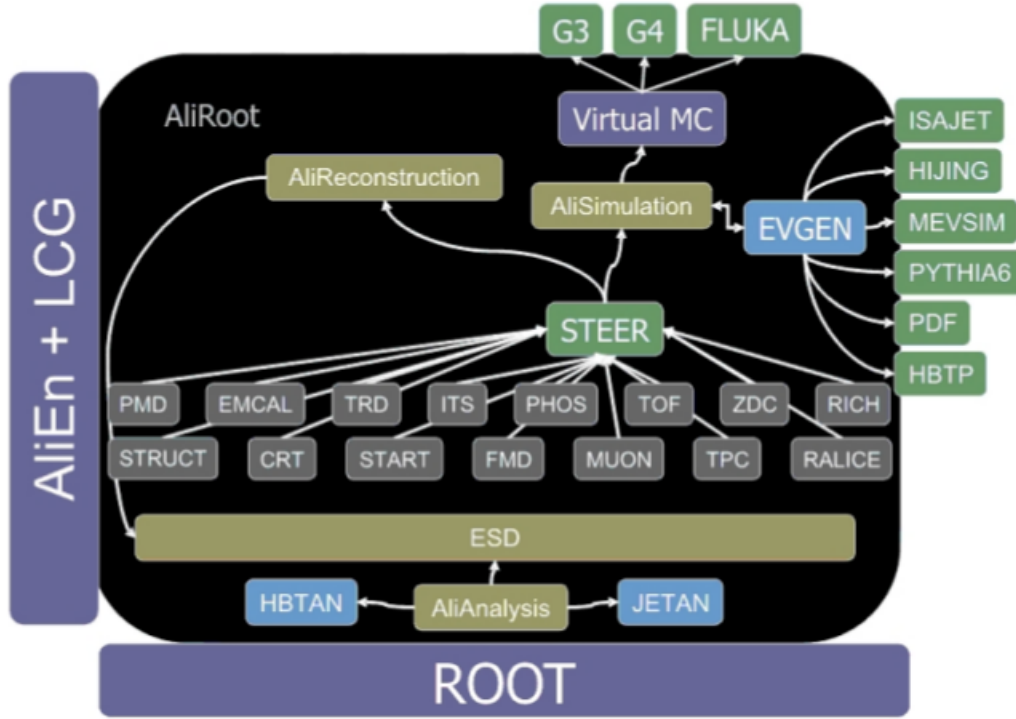 G3
G4
FLUKA
AliRoot
Virtual MC
ISAJET
AliReconstruction
HIJING
AliSimulation
EVGEN
MEVSIM
PYTHIA6
STEER
PDF
HBTP
PMD
EMCAL
TRD
ITS
PHOS
TOF
ZDC
RICH
STRUCT
CRT
START
FMD
MUON
TPC
RALICE
ESD
HBTAN
AliAnalysis
JETAN
AliEn + LCG
ROOT